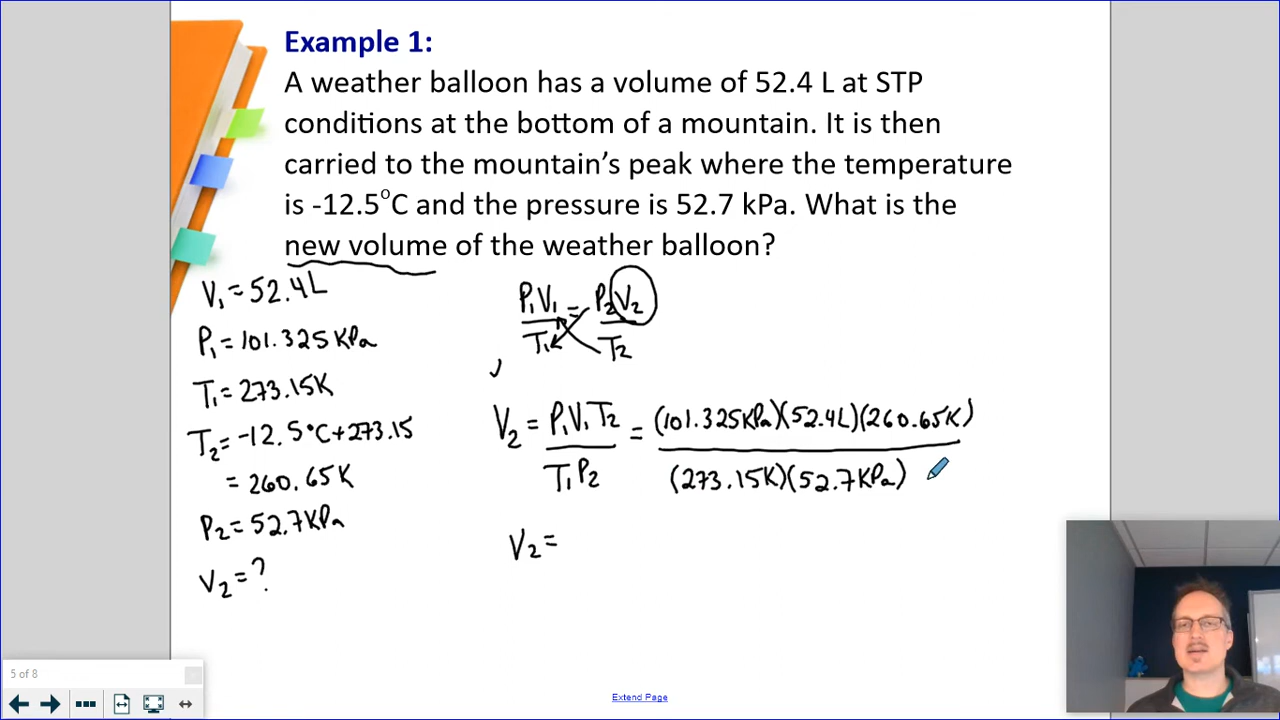 Example 1:
A weather balloon has a volume of 52.4 L at STP
conditions at the bottom of a mountain. It is then
carried to the mountain’s peak where the temperature
is -12.5°C and the pressure is 52.7 kPa. What is the
new volume of the weather balloon?
V₁ = 52.4L
P₁ = 101.325 KPa
T₁ = 273.15K
T₂ = -12.5°C + 273.15
= 260.65K
P₂ = 52.7KPa
V₂ = ?
P₁V₁ = P₂V₂
T₁ T₂
V₂ = P₁V₁T₂ = (101.325KPa)(52.4L)(260.65K)
T₁P₂ (273.15K)(52.7KPa)
V₂ =
5 of 8
Extend Page